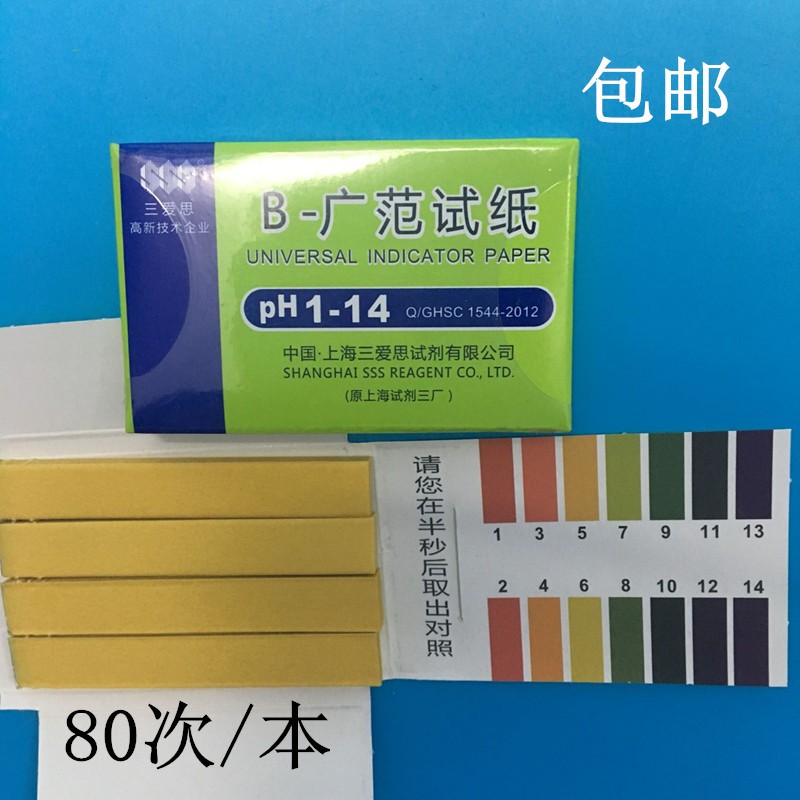 包邮
SSS
三爱思
高新技术企业
B-广范试纸
UNIVERSAL INDICATOR PAPER
pH 1-14 Q/GHSC 1544-2012
中国·上海三爱思试剂有限公司
SHANGHAI SSS REAGENT CO., LTD.
(原上海试剂三厂)
请您在半秒后取出对照
1 3 5 7 9 11 13
2 4 6 8 10 12 14
80次/本